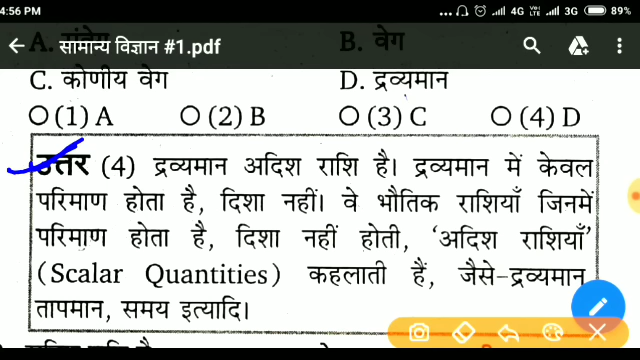 4:56 PM ... 4G VoLTE 3G 89%
सामान्य विज्ञान #1.pdf
A. संवेग B. वेग
C. कोणीय वेग D. द्रव्यमान
(1) A (2) B (3) C (4) D
उत्तर (4) द्रव्यमान अदिश राशि है। द्रव्यमान में केवल
परिमाण होता है, दिशा नहीं। वे भौतिक राशियाँ जिनमें
परिमाण होता है, दिशा नहीं होती, ‘अदिश राशियाँ’
(Scalar Quantities) कहलाती हैं, जैसे–द्रव्यमान,
तापमान, समय इत्यादि।